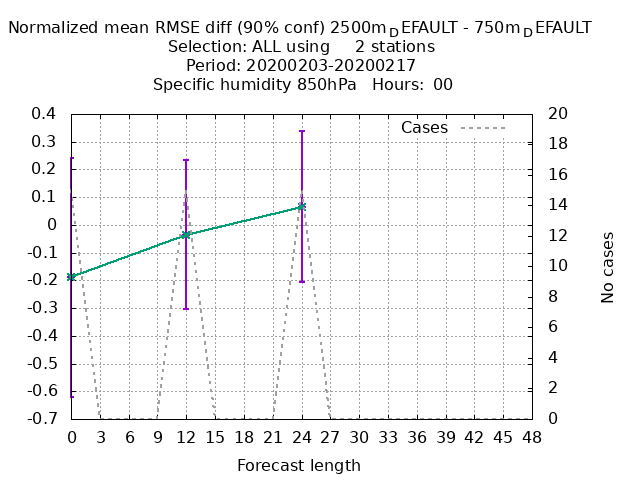 Normalized mean RMSE diff (90% conf) 2500m_DEFAULT - 750m_DEFAULT
Selection: ALL using     2 stations
Period: 20200203-20200217
Specific humidity 850hPa   Hours:  00
Cases
0.4
0.3
0.2
0.1
0
-0.1
-0.2
-0.3
-0.4
-0.5
-0.6
-0.7
20
18
16
14
12
10
8
6
4
2
0
No cases
0 3 6 9 12 15 18 21 24 27 30 33 36 39 42 45 48
Forecast length